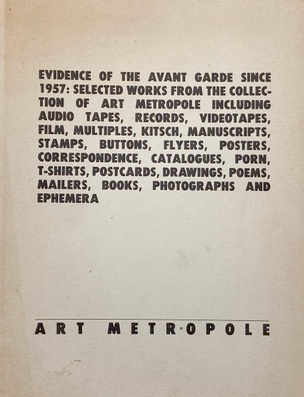 EVIDENCE OF THE AVANT GARDE SINCE
1957: SELECTED WORKS FROM THE COLLEC-
TION OF ART METROPOLE INCLUDING
AUDIO TAPES, RECORDS, VIDEOTAPES,
FILM, MULTIPLES, KITSCH, MANUSCRIPTS,
STAMPS, BUTTONS, FLYERS, POSTERS,
CORRESPONDENCE, CATALOGUES, PORN,
T-SHIRTS, POSTCARDS, DRAWINGS, POEMS,
MAILERS, BOOKS, PHOTOGRAPHS AND
EPHEMERA
ART METROPOLE